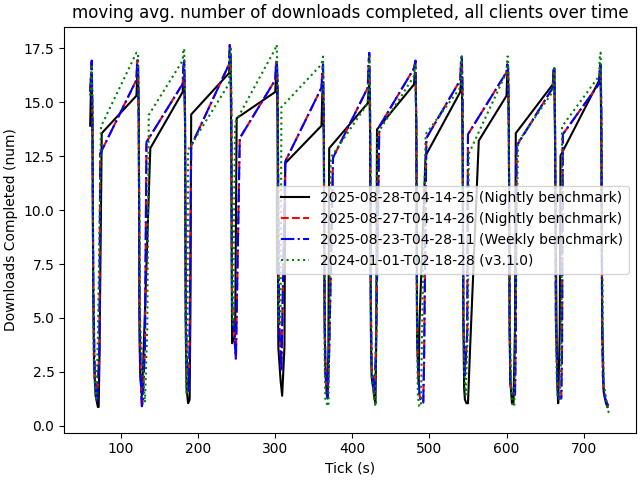 moving avg. number of downloads completed, all clients over time
Downloads Completed (num)
17.5
15.0
12.5
10.0
7.5
5.0
2.5
0.0
2025-08-28-T04-14-25 (Nightly benchmark)
2025-08-27-T04-14-26 (Nightly benchmark)
2025-08-23-T04-28-11 (Weekly benchmark)
2024-01-01-T02-18-28 (v3.1.0)
100 200 300 400 500 600 700
Tick (s)